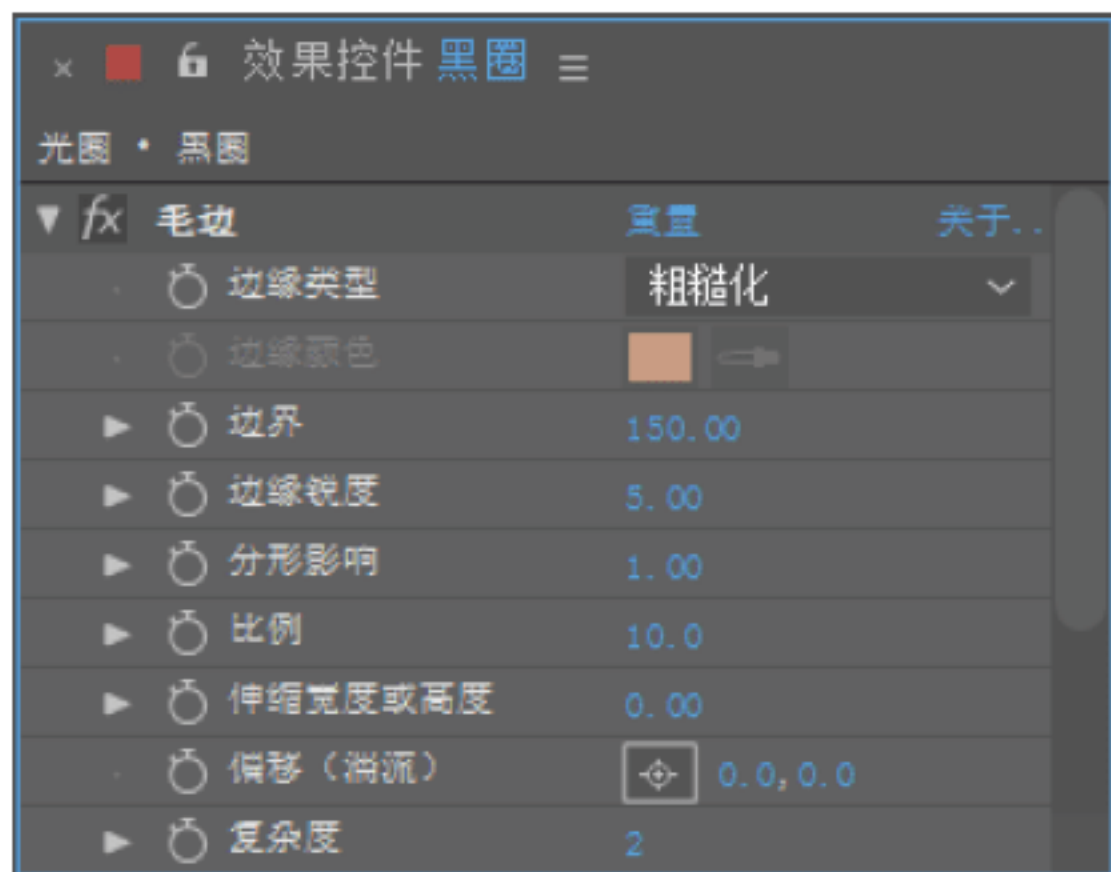 效果控件 黑圈
光圈 • 黑圈
fx 毛边 重置 关于..
边缘类型 粗糙化
边缘颜色
边界 150.00
边缘锐度 5.00
分形影响 1.00
比例 10.0
伸缩宽度或高度 0.00
偏移（湍流） 0.0,0.0
复杂度 2